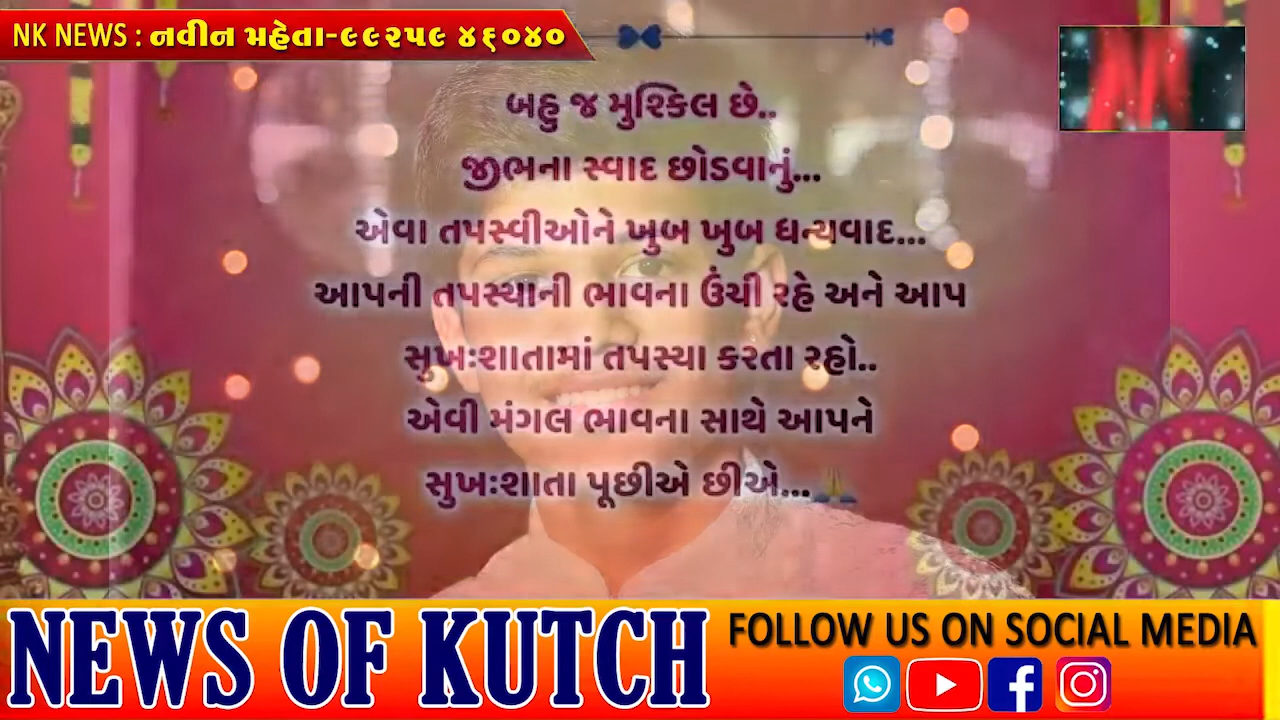 NK NEWS : નવીન મહેતા-૯૯૨૫૯ ૪૬૦૪૦
બહુ જ મુશ્કિલ છે..
જીભના સ્વાદ છોડવાનું...
એવા તપસ્વીઓને ખુબ ખુબ ધન્યવાદ...
આપની તપસ્યાની ભાવના ઉંચી રહે અને આપ
સુખઃશાતામાં તપસ્યા કરતા રહો..
એવી મંગલ ભાવના સાથે આપને
સુખઃશાતા પૂછીએ છીએ...🙏
NEWS OF KUTCH
FOLLOW US ON SOCIAL MEDIA